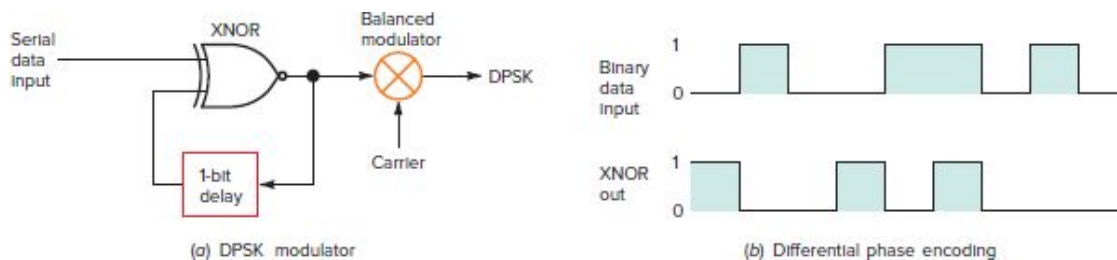 XNOR
Serial
data
input
Balanced
modulator
DPSK
Carrier
1-bit
delay
(a) DPSK modulator
Binary
data
input
1
0
XNOR
out
1
0
(b) Differential phase encoding